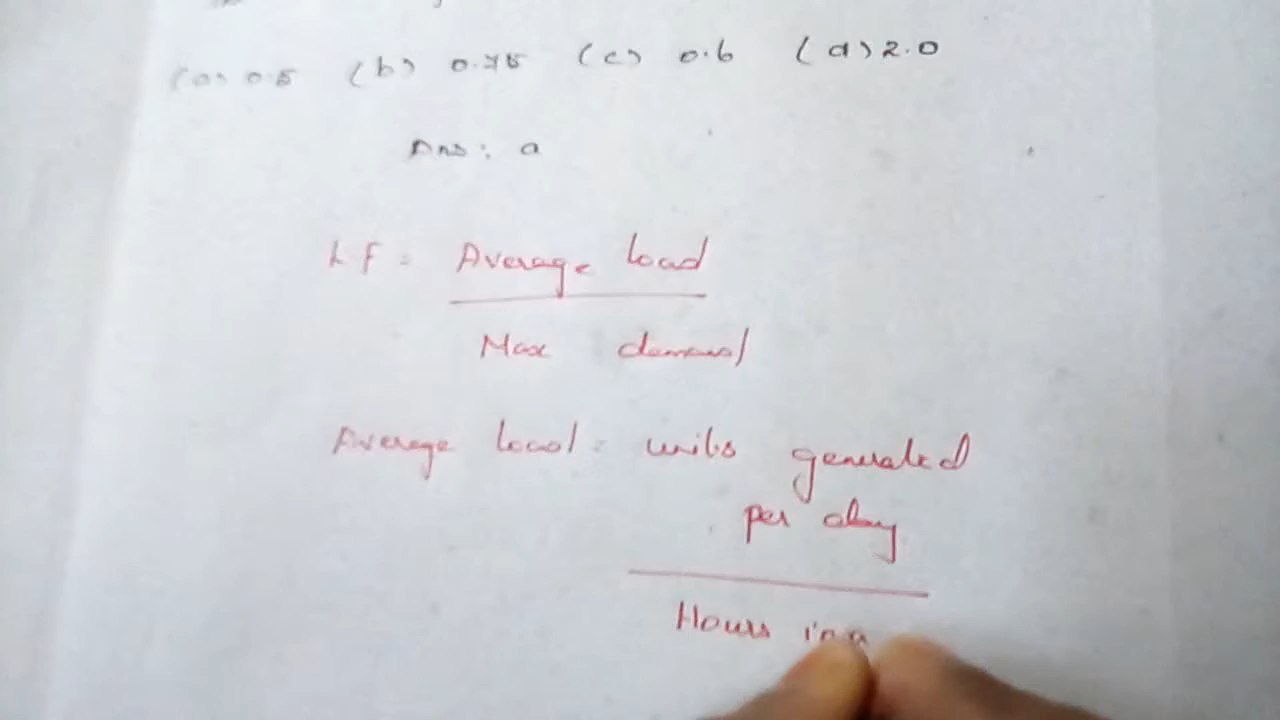 (a) 0.5 (b) 0.75 (c) 0.6 (d) 2.0
Ans: a
LF = Average load
Max demand
Average load = units generated
per day
Hours in a